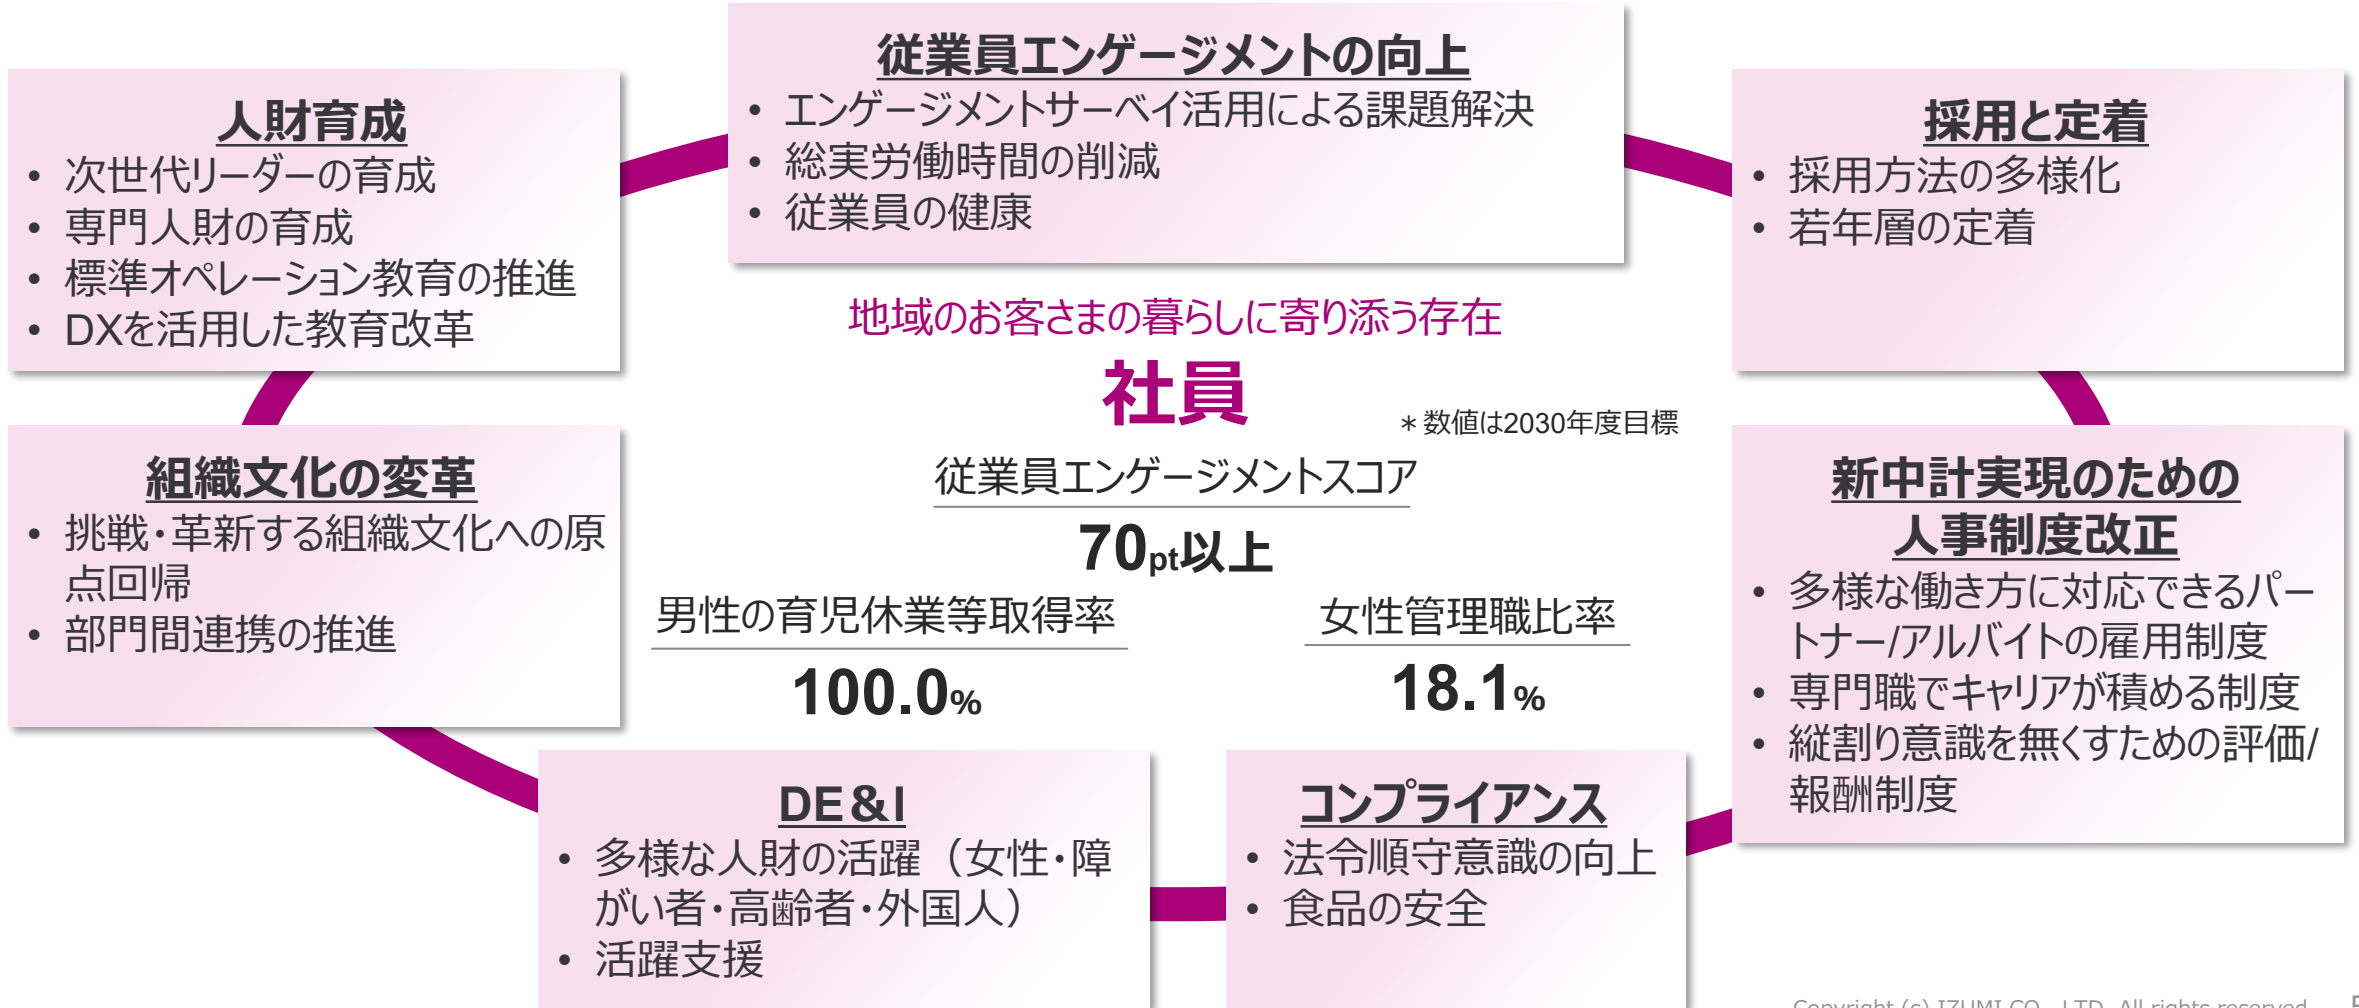 従業員エンゲージメントの向上
• エンゲージメントサーベイ活用による課題解決
• 総実労働時間の削減
• 従業員の健康
人財育成
• 次世代リーダーの育成
• 専門人財の育成
• 標準オペレーション教育の推進
• DXを活用した教育改革
採用と定着
• 採用方法の多様化
• 若年層の定着
地域のお客さまの暮らしに寄り添う存在
社員
＊数値は2030年度目標
従業員エンゲージメントスコア
70pt以上
男性の育児休業等取得率
100.0%
女性管理職比率
18.1%
組織文化の変革
• 挑戦・革新する組織文化への原
点回帰
• 部門間連携の推進
新中計実現のための
人事制度改正
• 多様な働き方に対応できるパー
トナー/アルバイトの雇用制度
• 専門職でキャリアが積める制度
• 縦割り意識を無くすための評価/
報酬制度
DE＆I
• 多様な人財の活躍（女性・障
がい者・高齢者・外国人）
• 活躍支援
コンプライアンス
• 法令順守意識の向上
• 食品の安全
Copyright (c) IZUMI CO., LTD. All rights reserved.